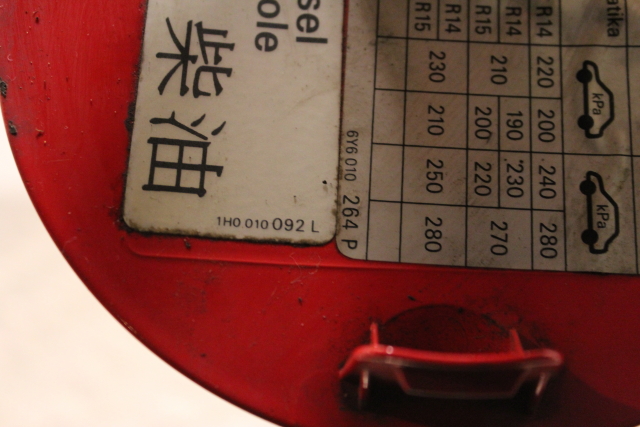 atika
kPa kPa
R14 220 200 240 280
R14 210 190 230 270
R15 200 220
R14 230 210 250 280
R15
6Y6 010 264 P
sel
ole
柴油
1H0 010 092 L